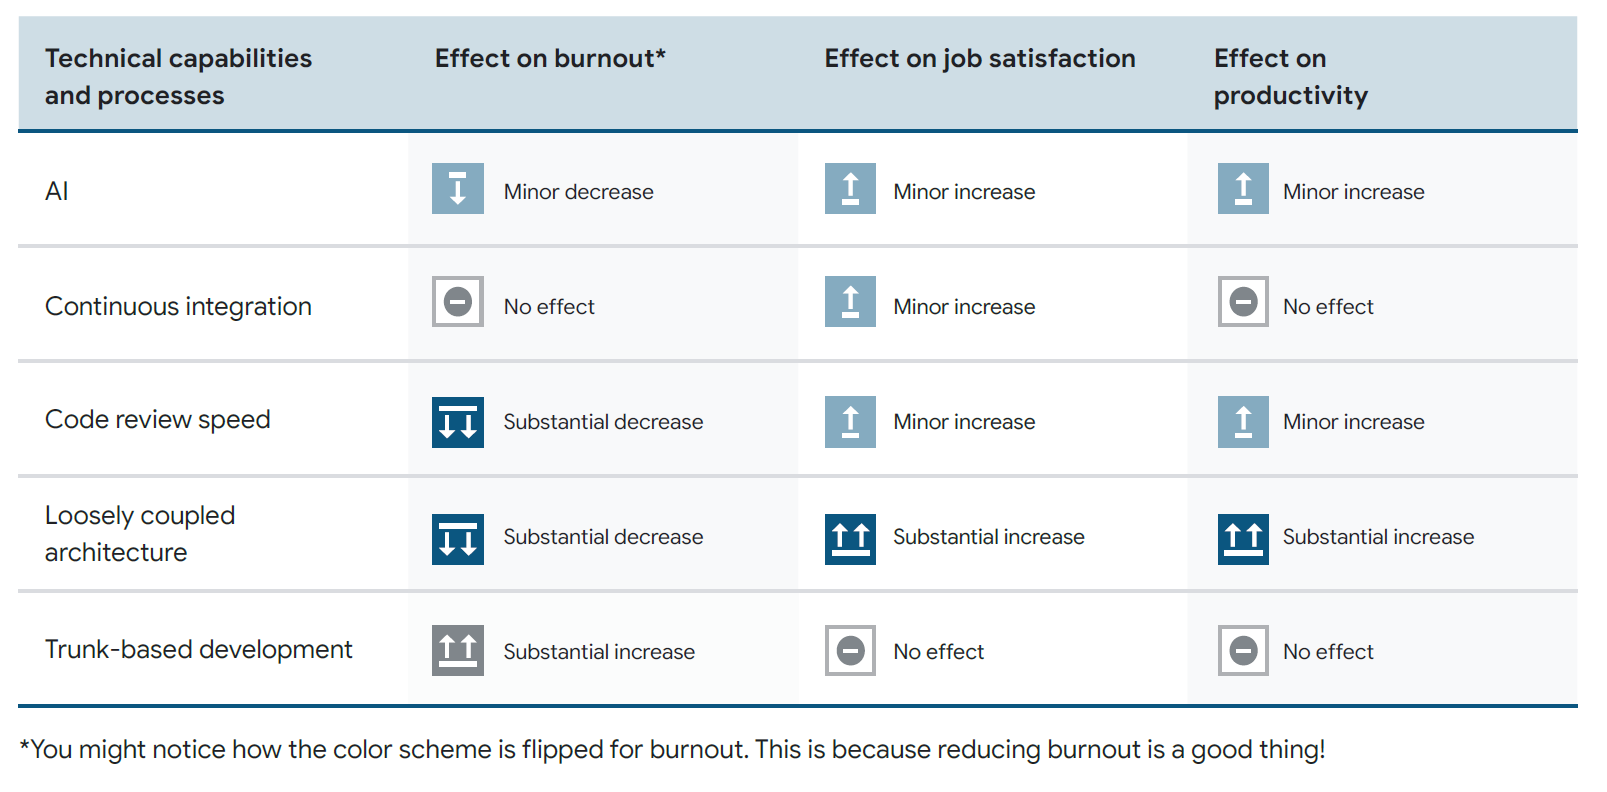 Technical capabilities
and processes
Effect on burnout*
Effect on job satisfaction
Effect on
productivity
AI
Minor decrease
Minor increase
Minor increase
Continuous integration
No effect
Minor increase
No effect
Code review speed
Substantial decrease
Minor increase
Minor increase
Loosely coupled
architecture
Substantial decrease
Substantial increase
Substantial increase
Trunk-based development
Substantial increase
No effect
No effect
*You might notice how the color scheme is flipped for burnout. This is because reducing burnout is a good thing!